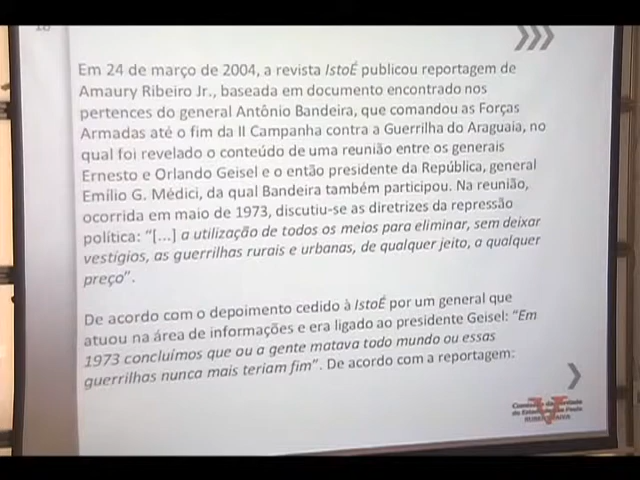 Em 24 de março de 2004, a revista IstoÉ publicou reportagem de
Amaury Ribeiro Jr., baseada em documento encontrado nos
pertences do general Antônio Bandeira, que comandou as Forças
Armadas até o fim da II Campanha contra a Guerrilha do Araguaia, no
qual foi revelado o conteúdo de uma reunião entre os generais
Ernesto e Orlando Geisel e o então presidente da República, general
Emílio G. Médici, da qual Bandeira também participou. Na reunião,
ocorrida em maio de 1973, discutiu-se as diretrizes da repressão
política: “[...] a utilização de todos os meios para eliminar, sem deixar
vestígios, as guerrilhas rurais e urbanas, de qualquer jeito, a qualquer
preço”.
De acordo com o depoimento cedido à IstoÉ por um general que
atuou na área de informações e era ligado ao presidente Geisel: “Em
1973 concluímos que ou a gente matava todo mundo ou essas
guerrilhas nunca mais teriam fim”. De acordo com a reportagem: